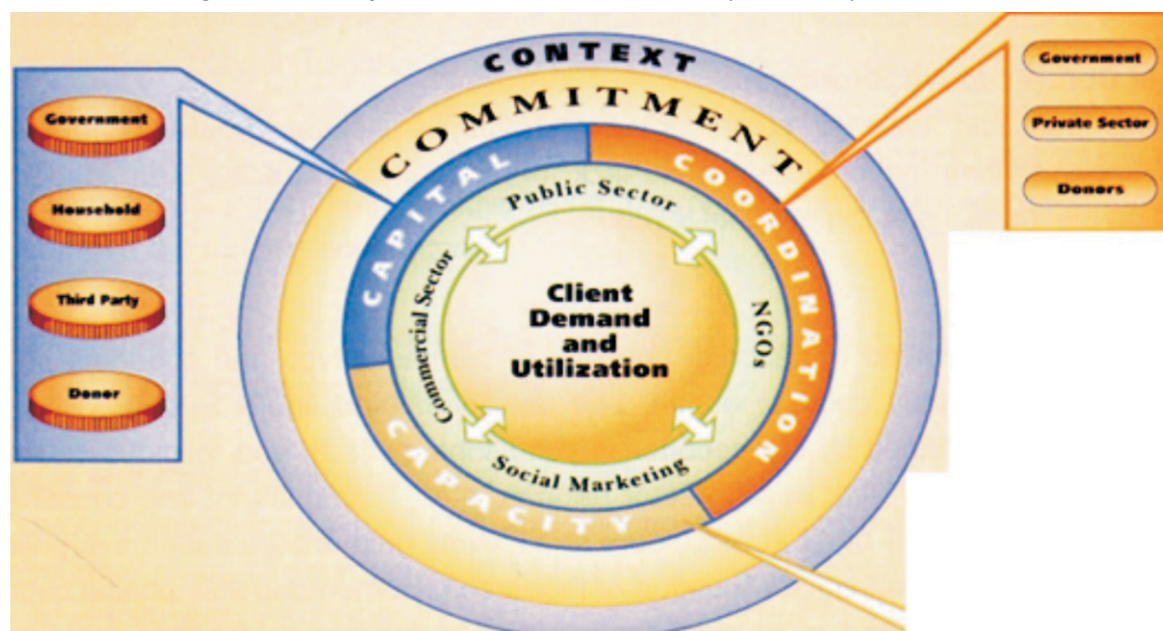 CONTEXT
COMMITMENT
CAPITAL
COORDINATION
CAPACITY
Public Sector
NGOs
Social Marketing
Commercial Sector
Client
Demand
and
Utilization
Government
Household
Third Party
Donor
Government
Private Sector
Donors